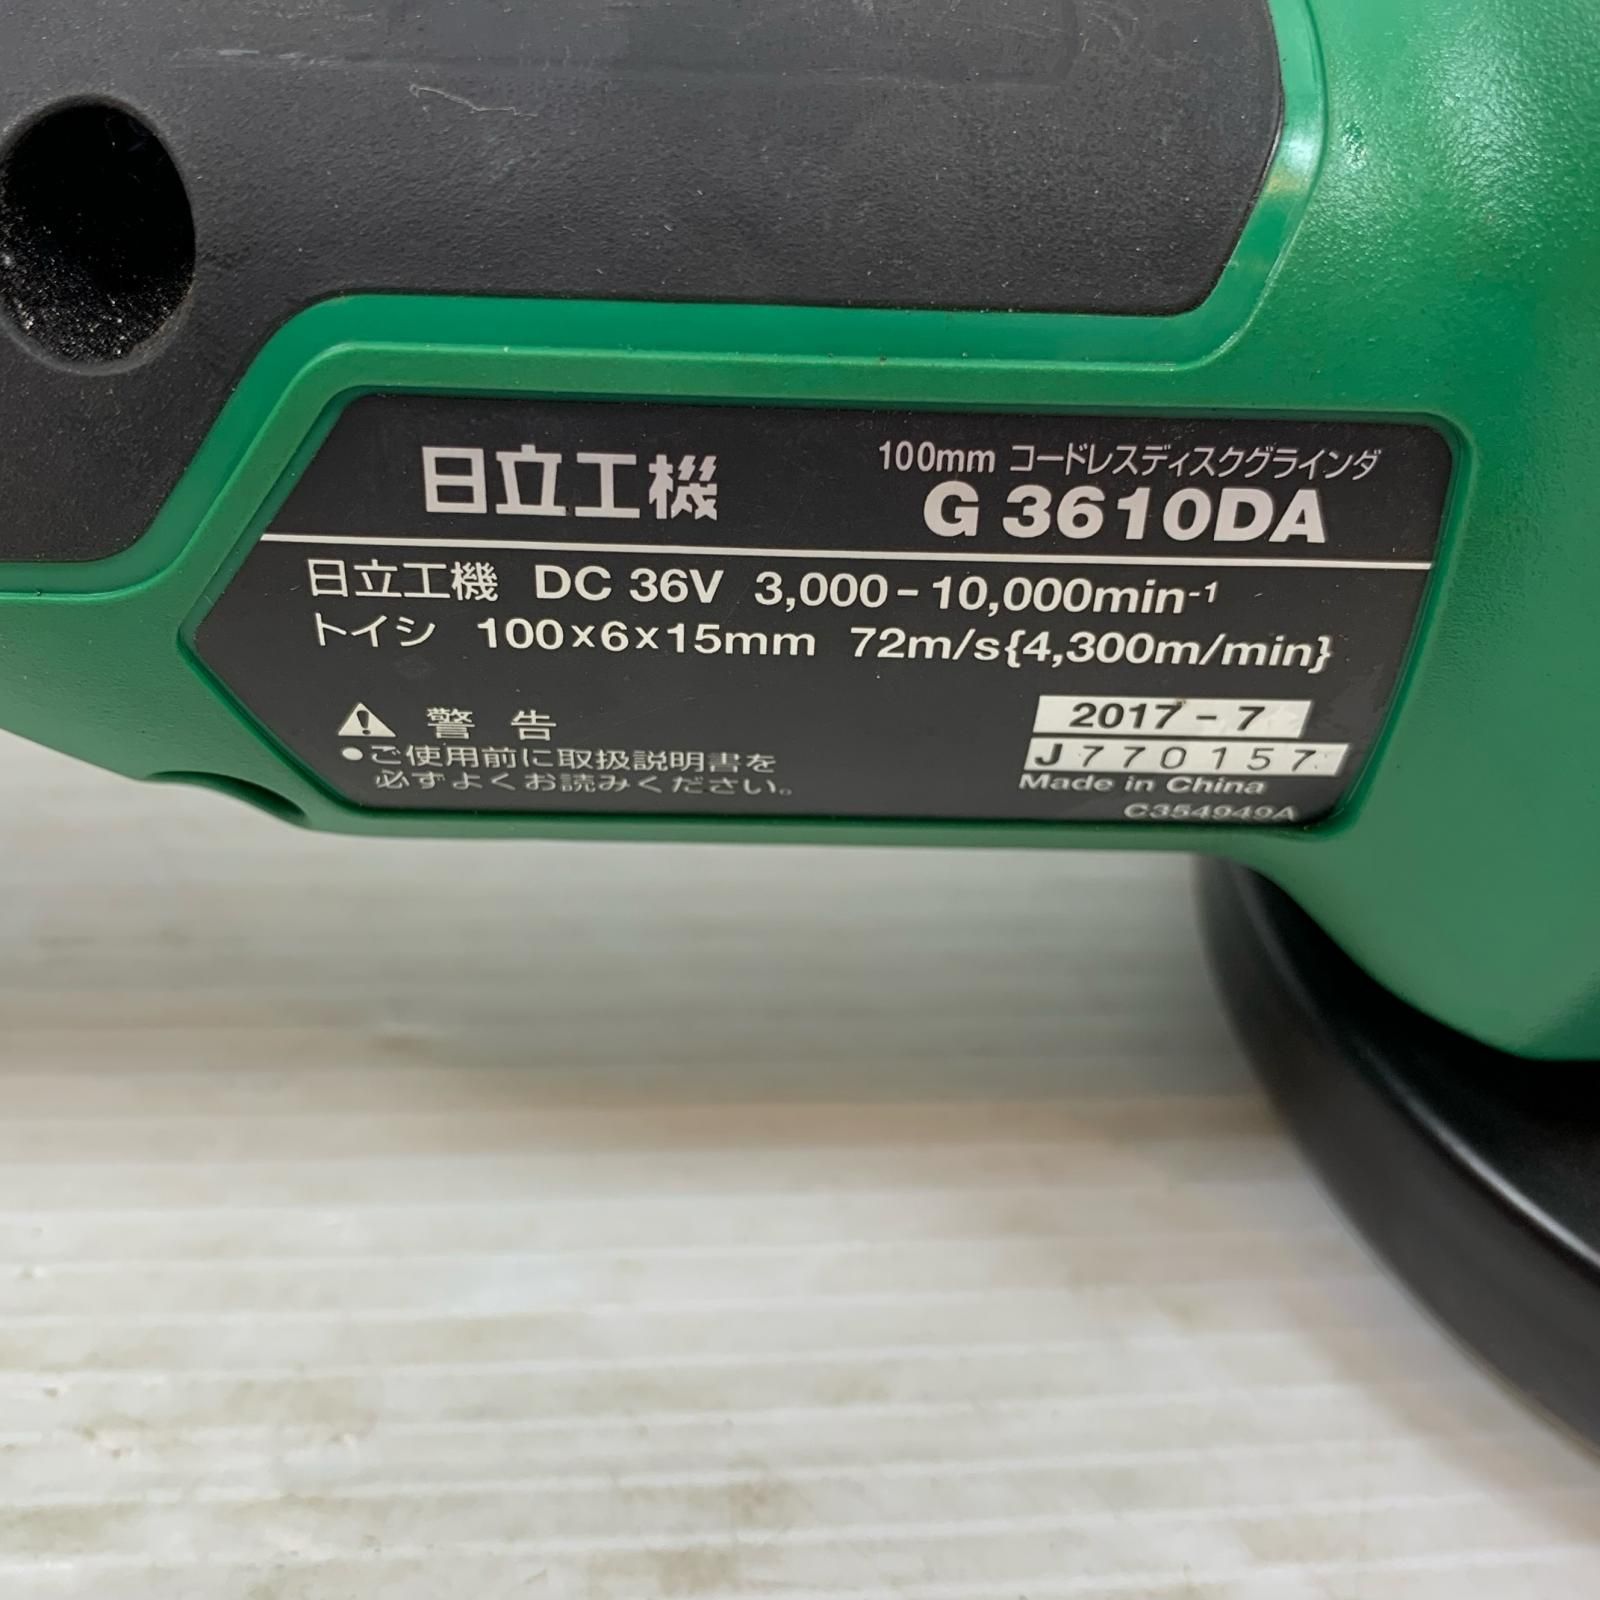 日立工機
100mm コードレスディスクグラインダ
G 3610DA
日立工機 DC 36V 3,000-10,000min⁻¹
トイシ 100×6×15mm 72m/s{4,300m/min}
警告
●ご使用前に取扱説明書を
必ずよくお読みください。
2017-7
J770157
Made in China
C354949A